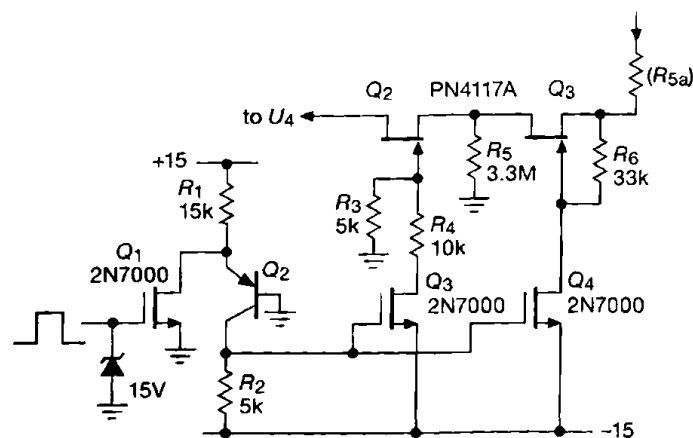 (R5a)
Q2
PN4117A
Q3
to U4
R5
3.3M
R6
33k
+15
R1
15k
R3
5k
R4
10k
Q1
2N7000
Q2
Q3
2N7000
Q4
2N7000
15V
R2
5k
−15